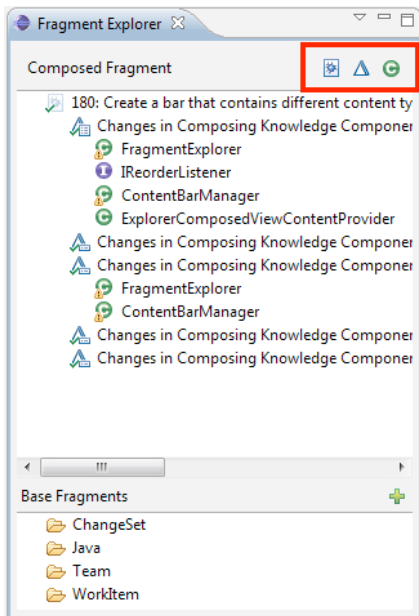 Fragment Explorer
Composed Fragment
180: Create a bar that contains different content ty
Changes in Composing Knowledge Componer
FragmentExplorer
IReorderListener
ContentBarManager
ExplorerComposedViewContentProvider
Changes in Composing Knowledge Componer
Changes in Composing Knowledge Componer
FragmentExplorer
ContentBarManager
Changes in Composing Knowledge Componer
Changes in Composing Knowledge Componer
Base Fragments
ChangeSet
Java
Team
WorkItem